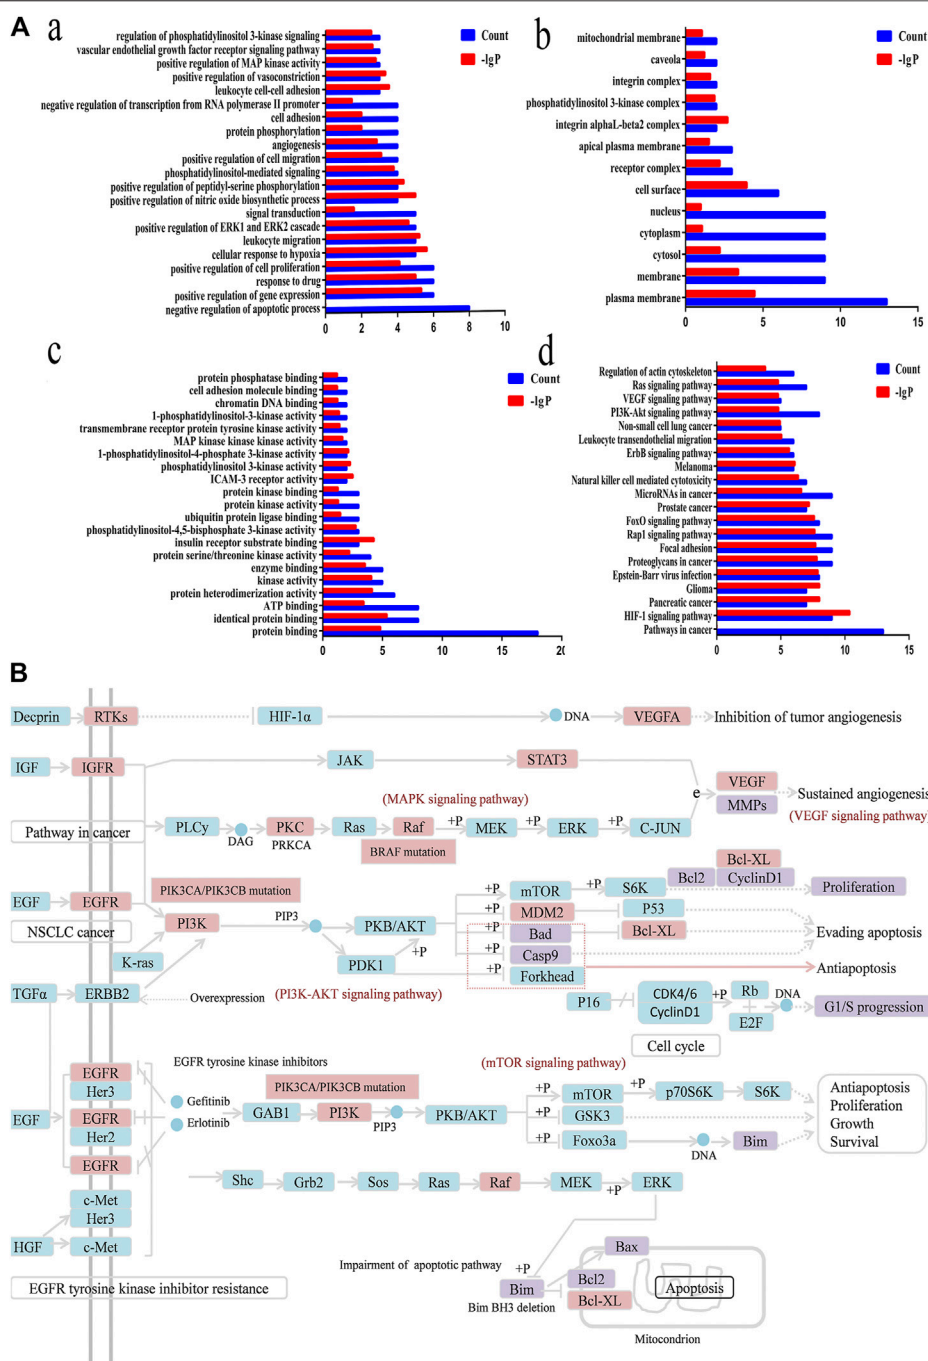 A
a
regulation of phosphatidylinositol 3-kinase signaling
vascular endothelial growth factor receptor signaling pathway
positive regulation of MAP kinase activity
positive regulation of vasoconstriction
leukocyte cell-cell adhesion
negative regulation of transcription from RNA polymerase II promoter
cell adhesion
protein phosphorylation
angiogenesis
positive regulation of cell migration
phosphatidylinositol-mediated signaling
positive regulation of peptidyl-serine phosphorylation
positive regulation of nitric oxide biosynthetic process
signal transduction
positive regulation of ERK1 and ERK2 cascade
leukocyte migration
cellular response to hypoxia
positive regulation of cell proliferation
response to drug
positive regulation of gene expression
negative regulation of apoptotic process
0 2 4 6 8 10
Count
-lgP
b
mitochondrial membrane
caveola
integrin complex
phosphatidylinositol 3-kinase complex
integrin alphaL-beta2 complex
apical plasma membrane
receptor complex
cell surface
nucleus
cytoplasm
cytosol
membrane
plasma membrane
0 5 10 15
Count
-lgP
c
protein phosphatase binding
cell adhesion molecule binding
chromatin DNA binding
1-phosphatidylinositol-3-kinase activity
transmembrane receptor protein tyrosine kinase activity
MAP kinase kinase kinase activity
1-phosphatidylinositol-4-phosphate 3-kinase activity
phosphatidylinositol 3-kinase activity
ICAM-3 receptor activity
protein kinase binding
protein kinase activity
ubiquitin protein ligase binding
phosphatidylinositol-4,5-bisphosphate 3-kinase activity
insulin receptor substrate binding
protein serine/threonine kinase activity
enzyme binding
kinase activity
protein heterodimerization activity
ATP binding
identical protein binding
protein binding
0 5 10 15 20
Count
-lgP
d
Regulation of actin cytoskeleton
Ras signaling pathway
VEGF signaling pathway
PI3K-Akt signaling pathway
Non-small cell lung cancer
Leukocyte transendothelial migration
ErbB signaling pathway
Melanoma
Natural killer cell mediated cytotoxicity
MicroRNAs in cancer
Prostate cancer
FoxO signaling pathway
Rap1 signaling pathway
Focal adhesion
Proteoglycans in cancer
Epstein-Barr virus infection
Glioma
Pancreatic cancer
HIF-1 signaling pathway
Pathways in cancer
0 5 10 15
Count
-lgP
B
Decprin RTKs HIF-1α DNA VEGFA Inhibition of tumor angiogenesis
IGF IGFR JAK STAT3
VEGF
e MMPs Sustained angiogenesis
(MAPK signaling pathway) (VEGF signaling pathway)
Pathway in cancer PLCy DAG PKC Ras Raf +P MEK +P ERK +P C-JUN
PRKCA
BRAF mutation
Bcl-XL
PIK3CA/PIK3CB mutation +P mTOR +P S6K Bcl2 CyclinD1 Proliferation
EGF EGFR
NSCLC cancer PI3K PIP3 PKB/AKT +P MDM2 P53
+P Bad Bcl-XL Evading apoptosis
+P Casp9
K-ras PDK1 +P +P Forkhead Antiapoptosis
TGFα ERBB2 Overexpression (PI3K-AKT signaling pathway)
P16 CDK4/6 +P Rb DNA G1/S progression
CyclinD1 E2F
Cell cycle
EGFR tyrosine kinase inhibitors (mTOR signaling pathway)
EGFR
Her3
Gefitinib
Erlotinib
PIK3CA/PIK3CB mutation
EGF EGFR GAB1 PI3K PIP3 PKB/AKT
Her2
EGFR
+P mTOR +P p70S6K S6K
+P GSK3
+P Foxo3a DNA Bim
Antiapoptosis
Proliferation
Growth
Survival
Shc Grb2 Sos Ras Raf MEK +P ERK
c-Met
Her3
HGF c-Met
EGFR tyrosine kinase inhibitor resistance
Impairment of apoptotic pathway +P
Bim
Bim BH3 deletion
Bax
Bcl2
Bcl-XL
Apoptosis
Mitocondrion